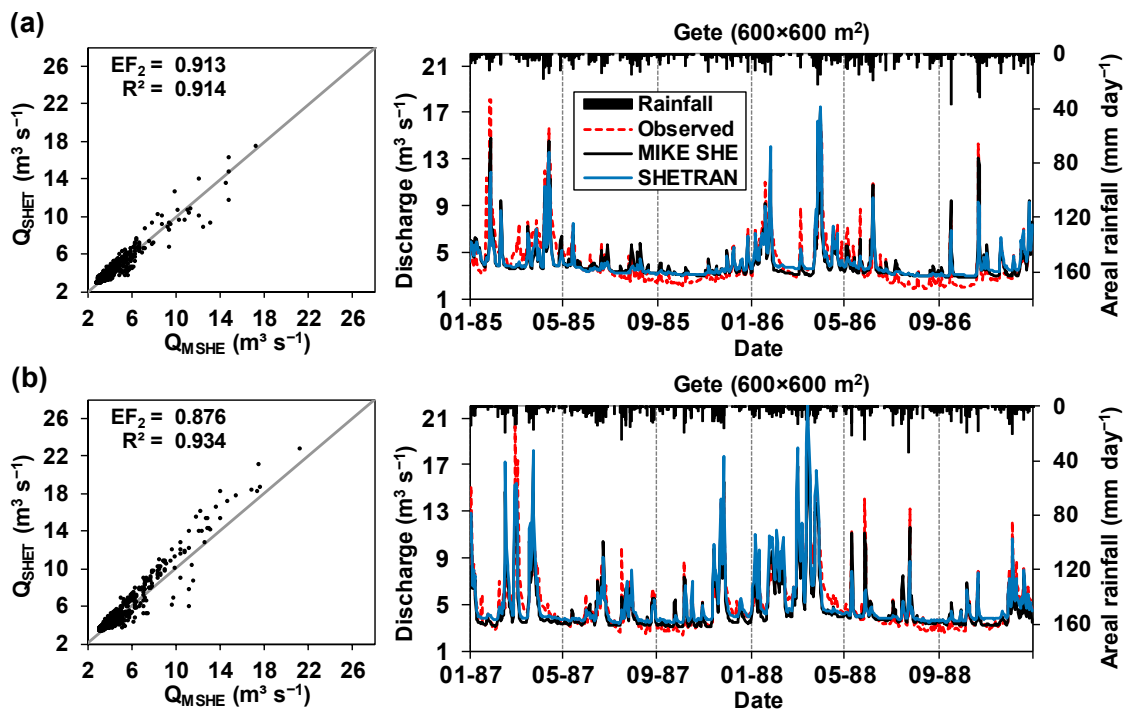 (a)
EF₂ = 0.913
R² = 0.914
26
22
18
14
10
6
2
Q_SHET (m³ s⁻¹)
2 6 10 14 18 22 26
Q_MSHE (m³ s⁻¹)
Gete (600×600 m²)
21
17
13
9
5
1
Discharge (m³ s⁻¹)
Rainfall
Observed
MIKE SHE
SHETRAN
0
40
80
120
160
Areal rainfall (mm day⁻¹)
01-85 05-85 09-85 01-86 05-86 09-86
Date
(b)
EF₂ = 0.876
R² = 0.934
26
22
18
14
10
6
2
Q_SHET (m³ s⁻¹)
2 6 10 14 18 22 26
Q_MSHE (m³ s⁻¹)
Gete (600×600 m²)
21
17
13
9
5
1
Discharge (m³ s⁻¹)
0
40
80
120
160
Areal rainfall (mm day⁻¹)
01-87 05-87 09-87 01-88 05-88 09-88
Date